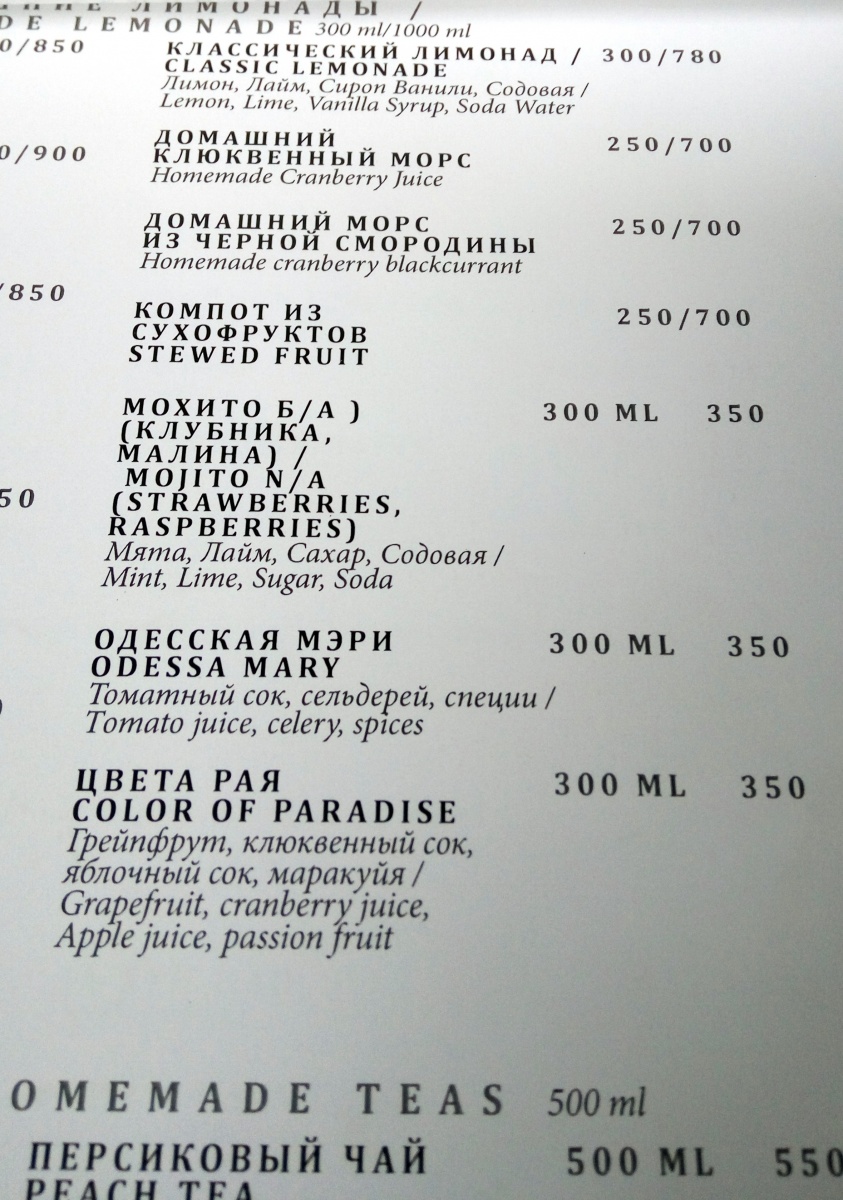 ЛИМОНАДЫ /
DE LEMONADE 300 ml/1000 ml
0/850
КЛАССИЧЕСКИЙ ЛИМОНАД / 300/780
CLASSIC LEMONADE
Лимон, Лайм, Сироп Ванили, Содовая /
Lemon, Lime, Vanilla Syrup, Soda Water
0/900
ДОМАШНИЙ 250/700
КЛЮКВЕННЫЙ МОРС
Homemade Cranberry Juice
ДОМАШНИЙ МОРС 250/700
ИЗ ЧЕРНОЙ СМОРОДИНЫ
Homemade cranberry blackcurrant
/850
КОМПОТ ИЗ 250/700
СУХОФРУКТОВ
STEWED FRUIT
МОХИТО Б/А ) 300 ML 350
(КЛУБНИКА,
МАЛИНА) /
MOJITO N/A
50
(STRAWBERRIES,
RASPBERRIES)
Мята, Лайм, Сахар, Содовая /
Mint, Lime, Sugar, Soda
ОДЕССКАЯ МЭРИ 300 ML 350
ODESSA MARY
Томатный сок, сельдерей, специи /
Tomato juice, celery, spices
ЦВЕТА РАЯ 300 ML 350
COLOR OF PARADISE
Грейпфрут, клюквенный сок,
яблочный сок, маракуйя /
Grapefruit, cranberry juice,
Apple juice, passion fruit
OMEMADE TEAS 500 ml
ПЕРСИКОВЫЙ ЧАЙ 500 ML 550
PEACH TEA